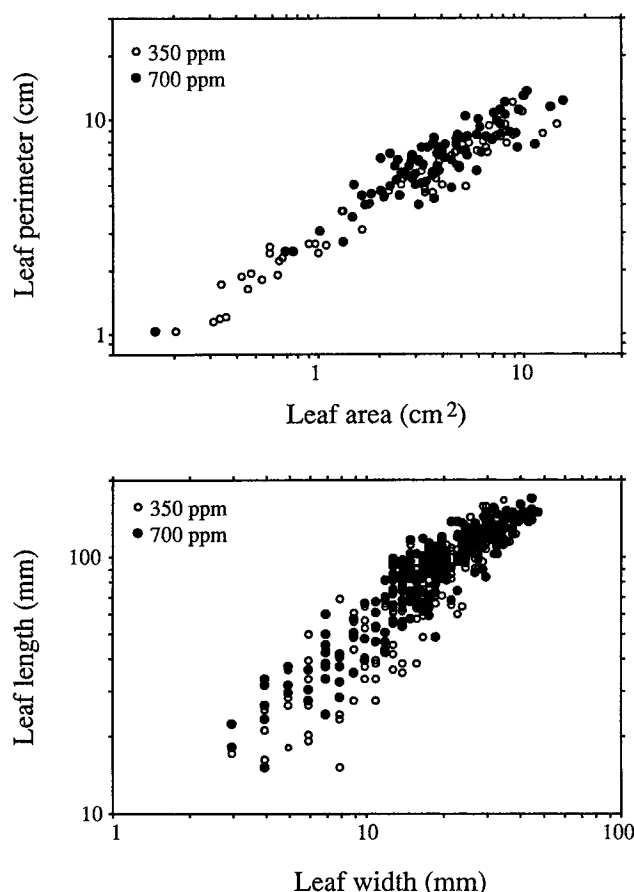 350 ppm
700 ppm
Leaf perimeter (cm)
10
1
1
10
Leaf area (cm²)
350 ppm
700 ppm
Leaf length (mm)
100
10
1
10
100
Leaf width (mm)